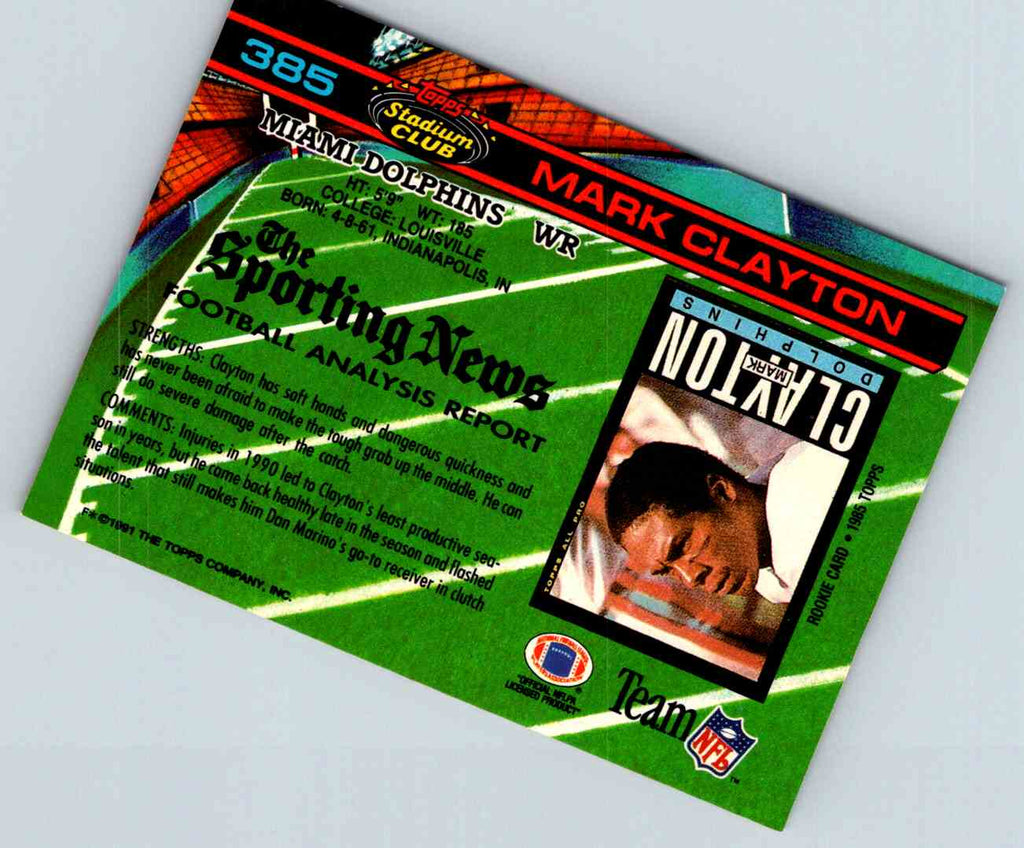 385
Topps
Stadium
CLUB
MARK CLAYTON
MIAMI DOLPHINS WR
HT: 5'9" WT: 185
COLLEGE: LOUISVILLE
BORN: 4-8-61, INDIANAPOLIS, IN
The
Sporting News
FOOTBALL ANALYSIS REPORT
STRENGTHS: Clayton has soft hands and dangerous quickness and
has never been afraid to make the tough grab up the middle. He can
still do severe damage after the catch.
COMMENTS: Injuries in 1990 led to Clayton's least productive sea-
son in years, but he came back healthy late in the season and flashed
the talent that still makes him Dan Marino's go-to receiver in clutch
situations.
F* © 1991 THE TOPPS COMPANY, INC.
DOLPHINS
MARK
CLAYTON
TOPPS ALL PRO
ROOKIE CARD • 1985 TOPPS
"OFFICIAL NFLPA
LICENSED PRODUCT"
®
Team
NFL
™